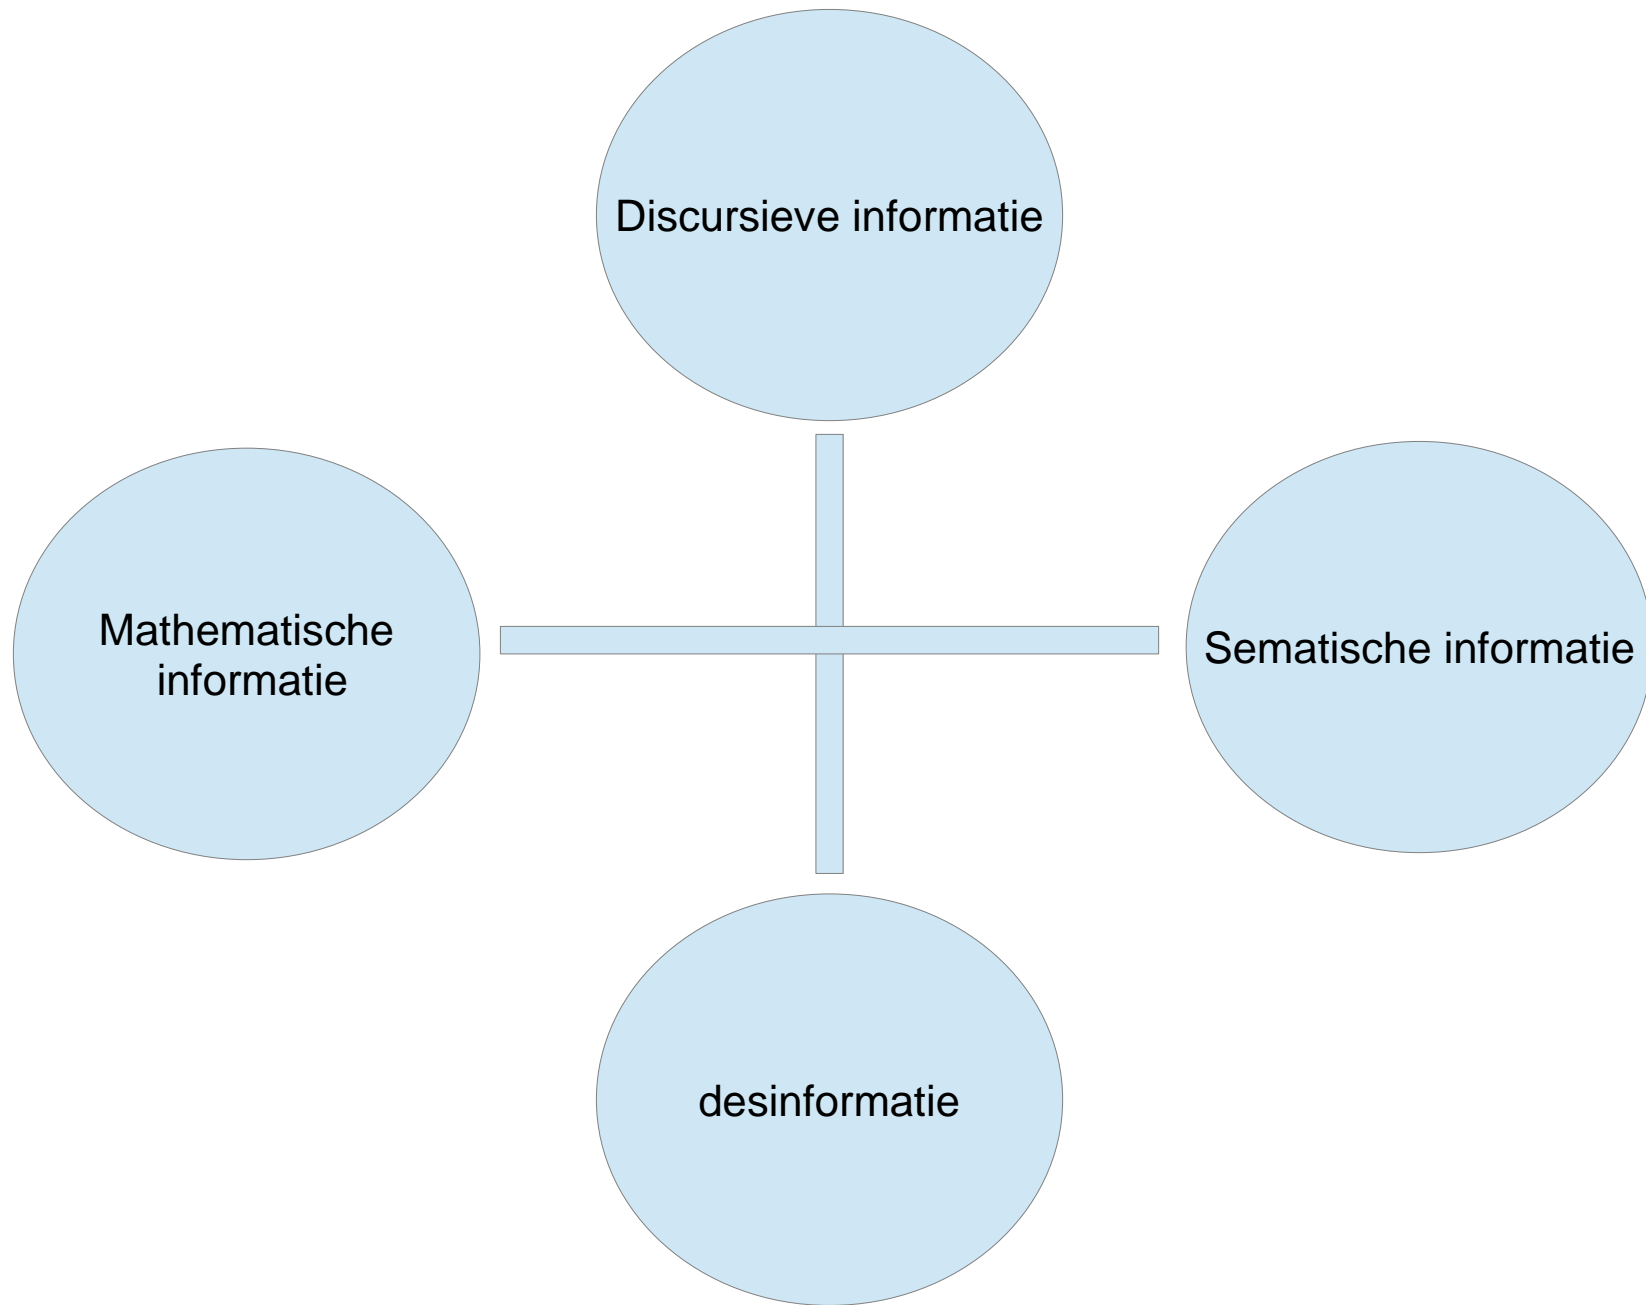 Discursieve informatie
Mathematische
informatie
Sematische informatie
desinformatie